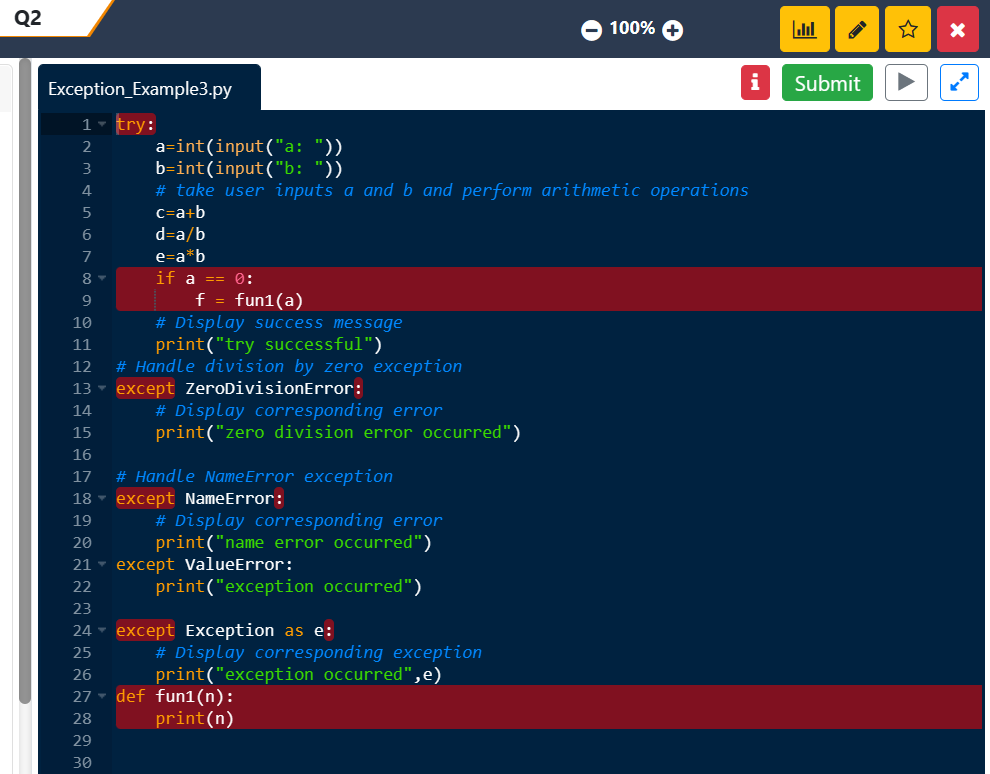 Q2
100%
Exception_Example3.py
Submit
1 try:
2     a=int(input("a: "))
3     b=int(input("b: "))
4     # take user inputs a and b and perform arithmetic operations
5     c=a+b
6     d=a/b
7     e=a*b
8     if a == 0:
9         f = fun1(a)
10     # Display success message
11     print("try successful")
12 # Handle division by zero exception
13 except ZeroDivisionError:
14     # Display corresponding error
15     print("zero division error occurred")
16
17 # Handle NameError exception
18 except NameError:
19     # Display corresponding error
20     print("name error occurred")
21 except ValueError:
22     print("exception occurred")
23
24 except Exception as e:
25     # Display corresponding exception
26     print("exception occurred",e)
27 def fun1(n):
28     print(n)
29
30